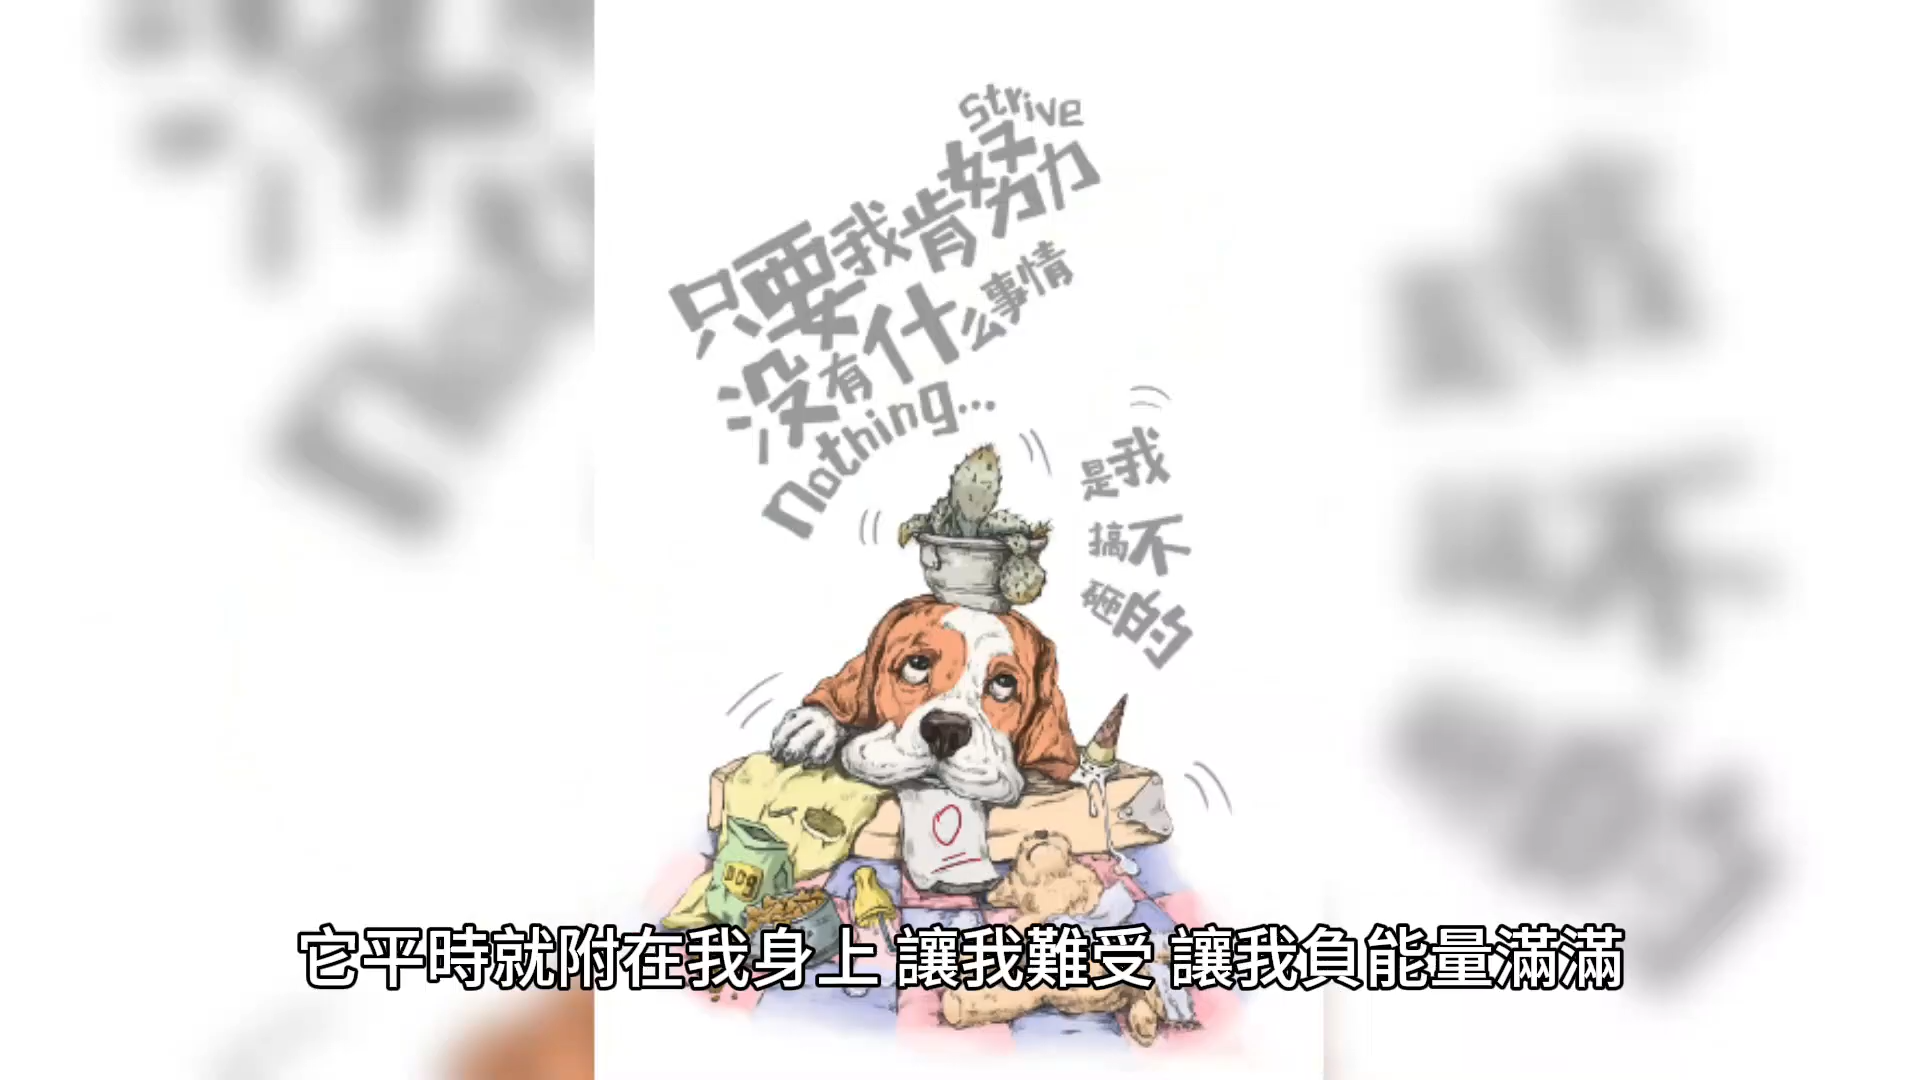 Strive
只要我肯努力
没有什么事情
Nothing...
是我
搞不
砸的
DOg
它平時就附在我身上 讓我難受 讓我負能量滿滿